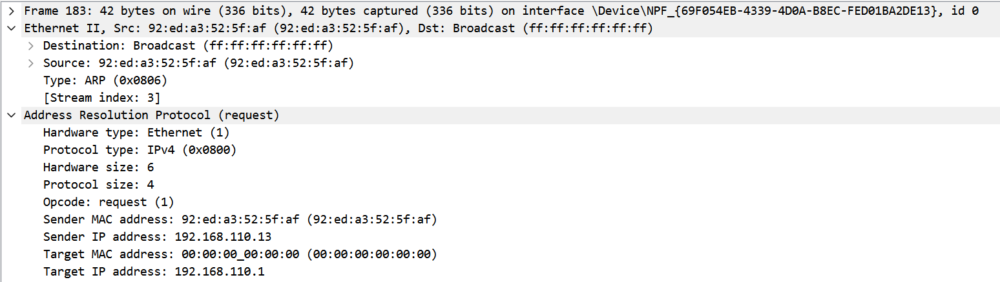 Frame 183: 42 bytes on wire (336 bits), 42 bytes captured (336 bits) on interface \Device\NPF_{69F054EB-4339-4D0A-B8EC-FED01BA2DE13}, id 0
Ethernet II, Src: 92:ed:a3:52:5f:af (92:ed:a3:52:5f:af), Dst: Broadcast (ff:ff:ff:ff:ff:ff)
Destination: Broadcast (ff:ff:ff:ff:ff:ff)
Source: 92:ed:a3:52:5f:af (92:ed:a3:52:5f:af)
Type: ARP (0x0806)
[Stream index: 3]
Address Resolution Protocol (request)
Hardware type: Ethernet (1)
Protocol type: IPv4 (0x0800)
Hardware size: 6
Protocol size: 4
Opcode: request (1)
Sender MAC address: 92:ed:a3:52:5f:af (92:ed:a3:52:5f:af)
Sender IP address: 192.168.110.13
Target MAC address: 00:00:00_00:00:00 (00:00:00:00:00:00)
Target IP address: 192.168.110.1